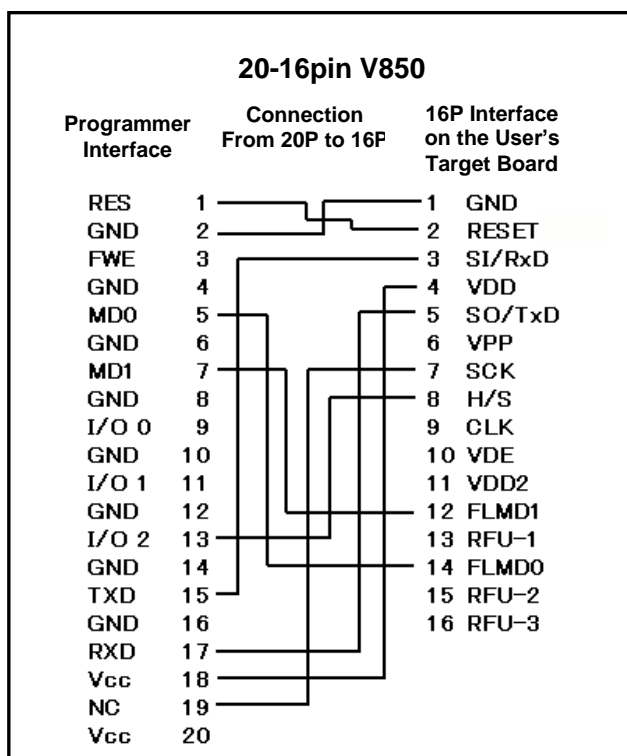 20-16pin V850
Programmer Interface
Connection From 20P to 16P
16P Interface on the User's Target Board
RES 1
GND 2
FWE 3
GND 4
MD0 5
GND 6
MD1 7
GND 8
I/O 0 9
GND 10
I/O 1 11
GND 12
I/O 2 13
GND 14
TXD 15
GND 16
RXD 17
Vcc 18
NC 19
Vcc 20
1 GND
2 RESET
3 SI/RxD
4 VDD
5 SO/TxD
6 VPP
7 SCK
8 H/S
9 CLK
10 VDE
11 VDD2
12 FLMD1
13 RFU-1
14 FLMD0
15 RFU-2
16 RFU-3